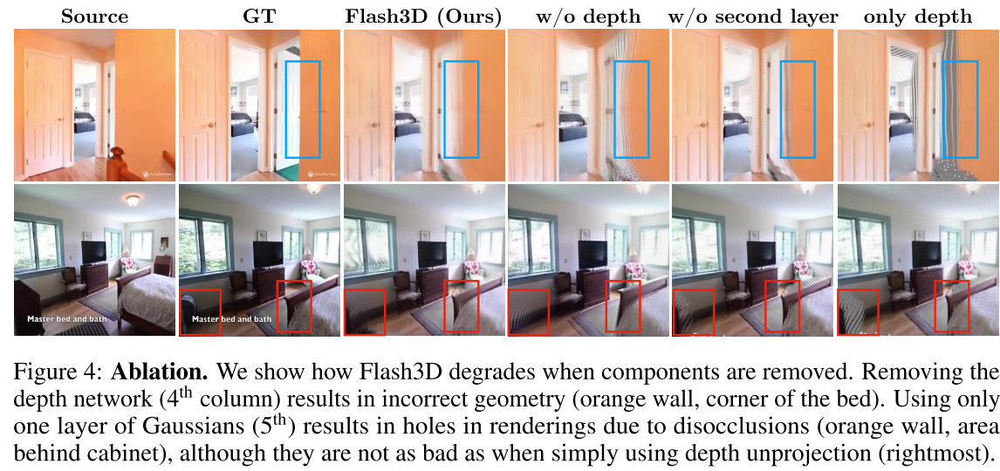 Source GT Flash3D (Ours) w/o depth w/o second layer only depth
Master bed and bath Master bed and bath
Figure 4: Ablation. We show how Flash3D degrades when components are removed. Removing the
depth network (4th column) results in incorrect geometry (orange wall, corner of the bed). Using only
one layer of Gaussians (5th) results in holes in renderings due to disocclusions (orange wall, area
behind cabinet), although they are not as bad as when simply using depth unprojection (rightmost).